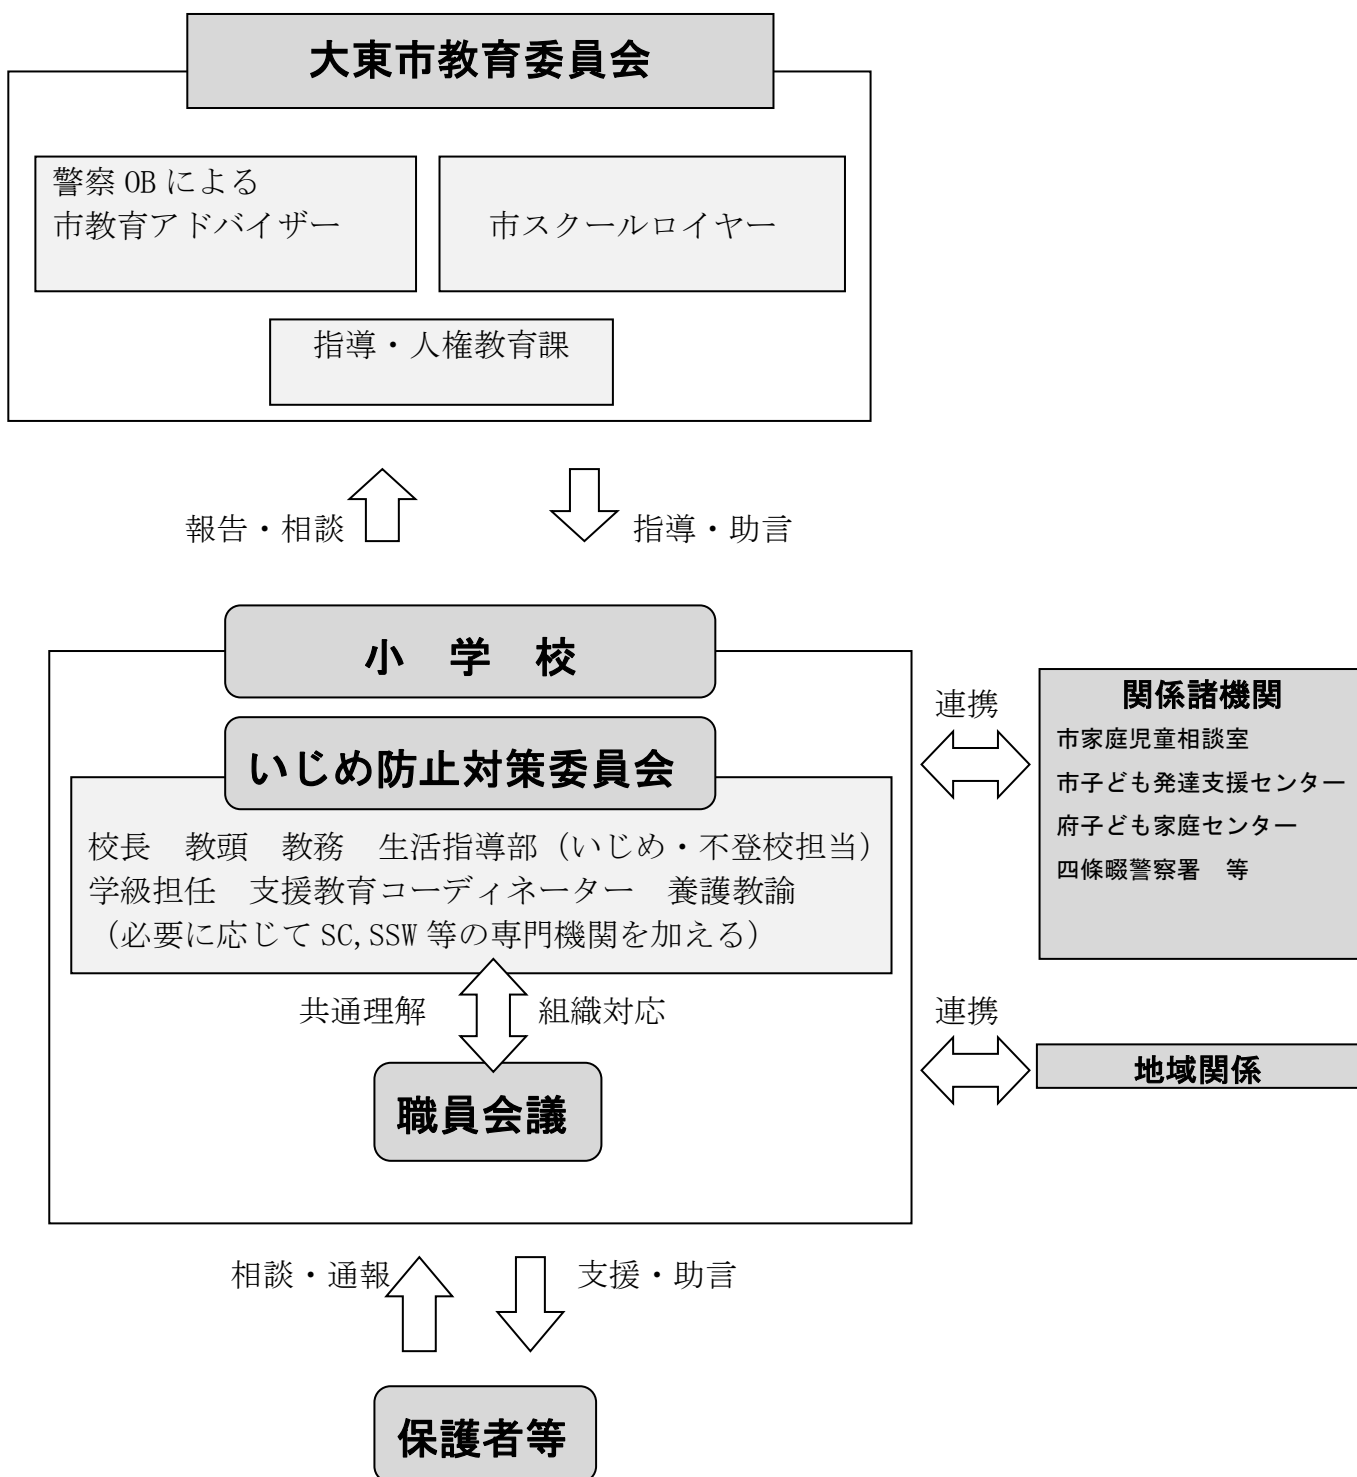 大東市教育委員会
警察 OB による
市教育アドバイザー
市スクールロイヤー
指導・人権教育課
報告・相談
指導・助言
小　学　校
いじめ防止対策委員会
校長　教頭　教務　生活指導部（いじめ・不登校担当）
学級担任　支援教育コーディネーター　養護教諭
（必要に応じて SC,SSW 等の専門機関を加える）
共通理解
組織対応
職員会議
連携
関係諸機関
市家庭児童相談室
市子ども発達支援センター
府子ども家庭センター
四條畷警察署　等
連携
地域関係
相談・通報
支援・助言
保護者等